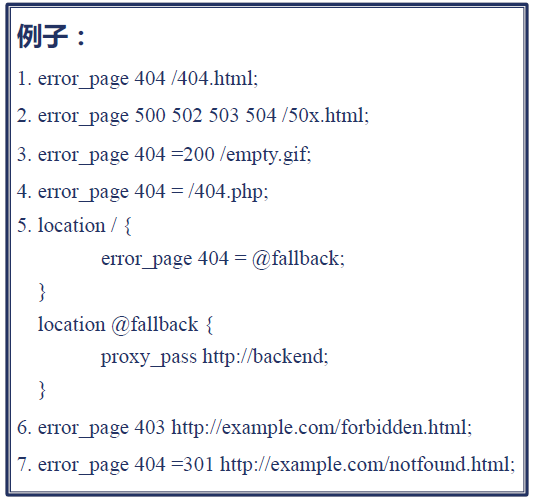 例子：
1. error_page 404 /404.html;
2. error_page 500 502 503 504 /50x.html;
3. error_page 404 =200 /empty.gif;
4. error_page 404 = /404.php;
5. location / {
error_page 404 = @fallback;
}
location @fallback {
proxy_pass http://backend;
}
6. error_page 403 http://example.com/forbidden.html;
7. error_page 404 =301 http://example.com/notfound.html;